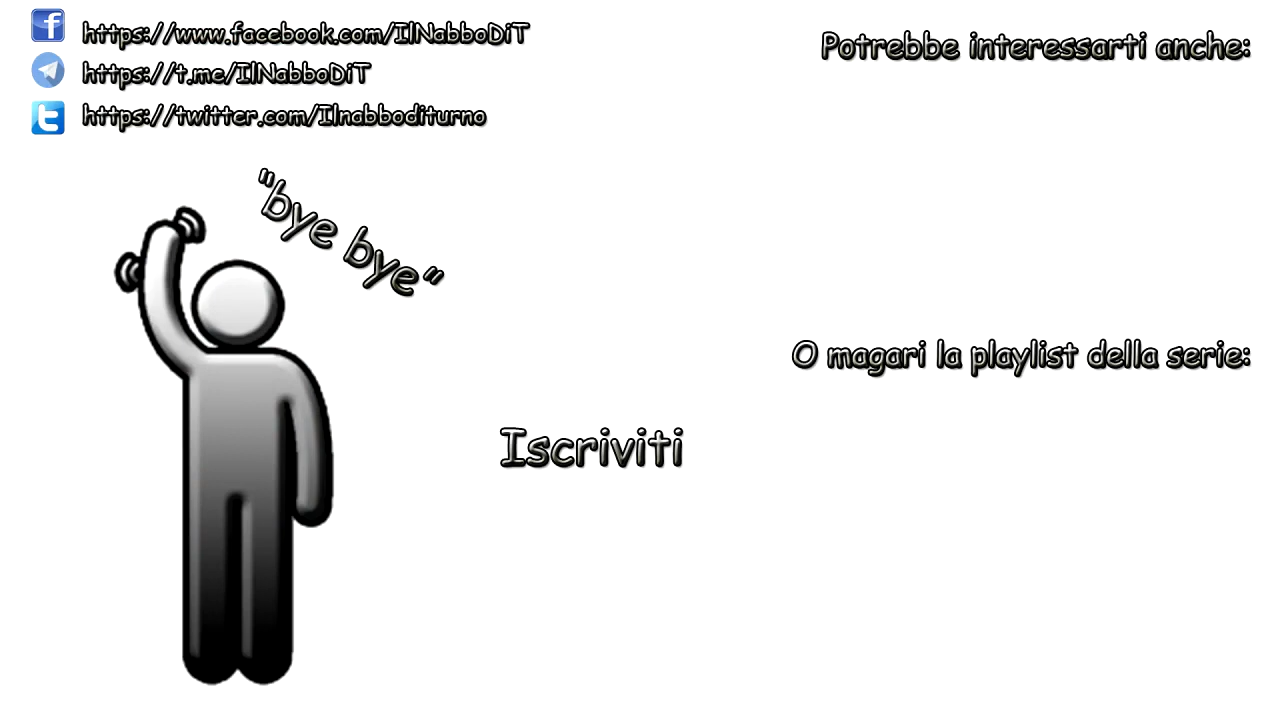 https://www.facebook.com/IlNabboDiT
https://t.me/IlNabboDiT
https://twitter.com/Ilnabboditurno
Potrebbe interessarti anche:
"bye bye"
O magari la playlist della serie:
Iscriviti